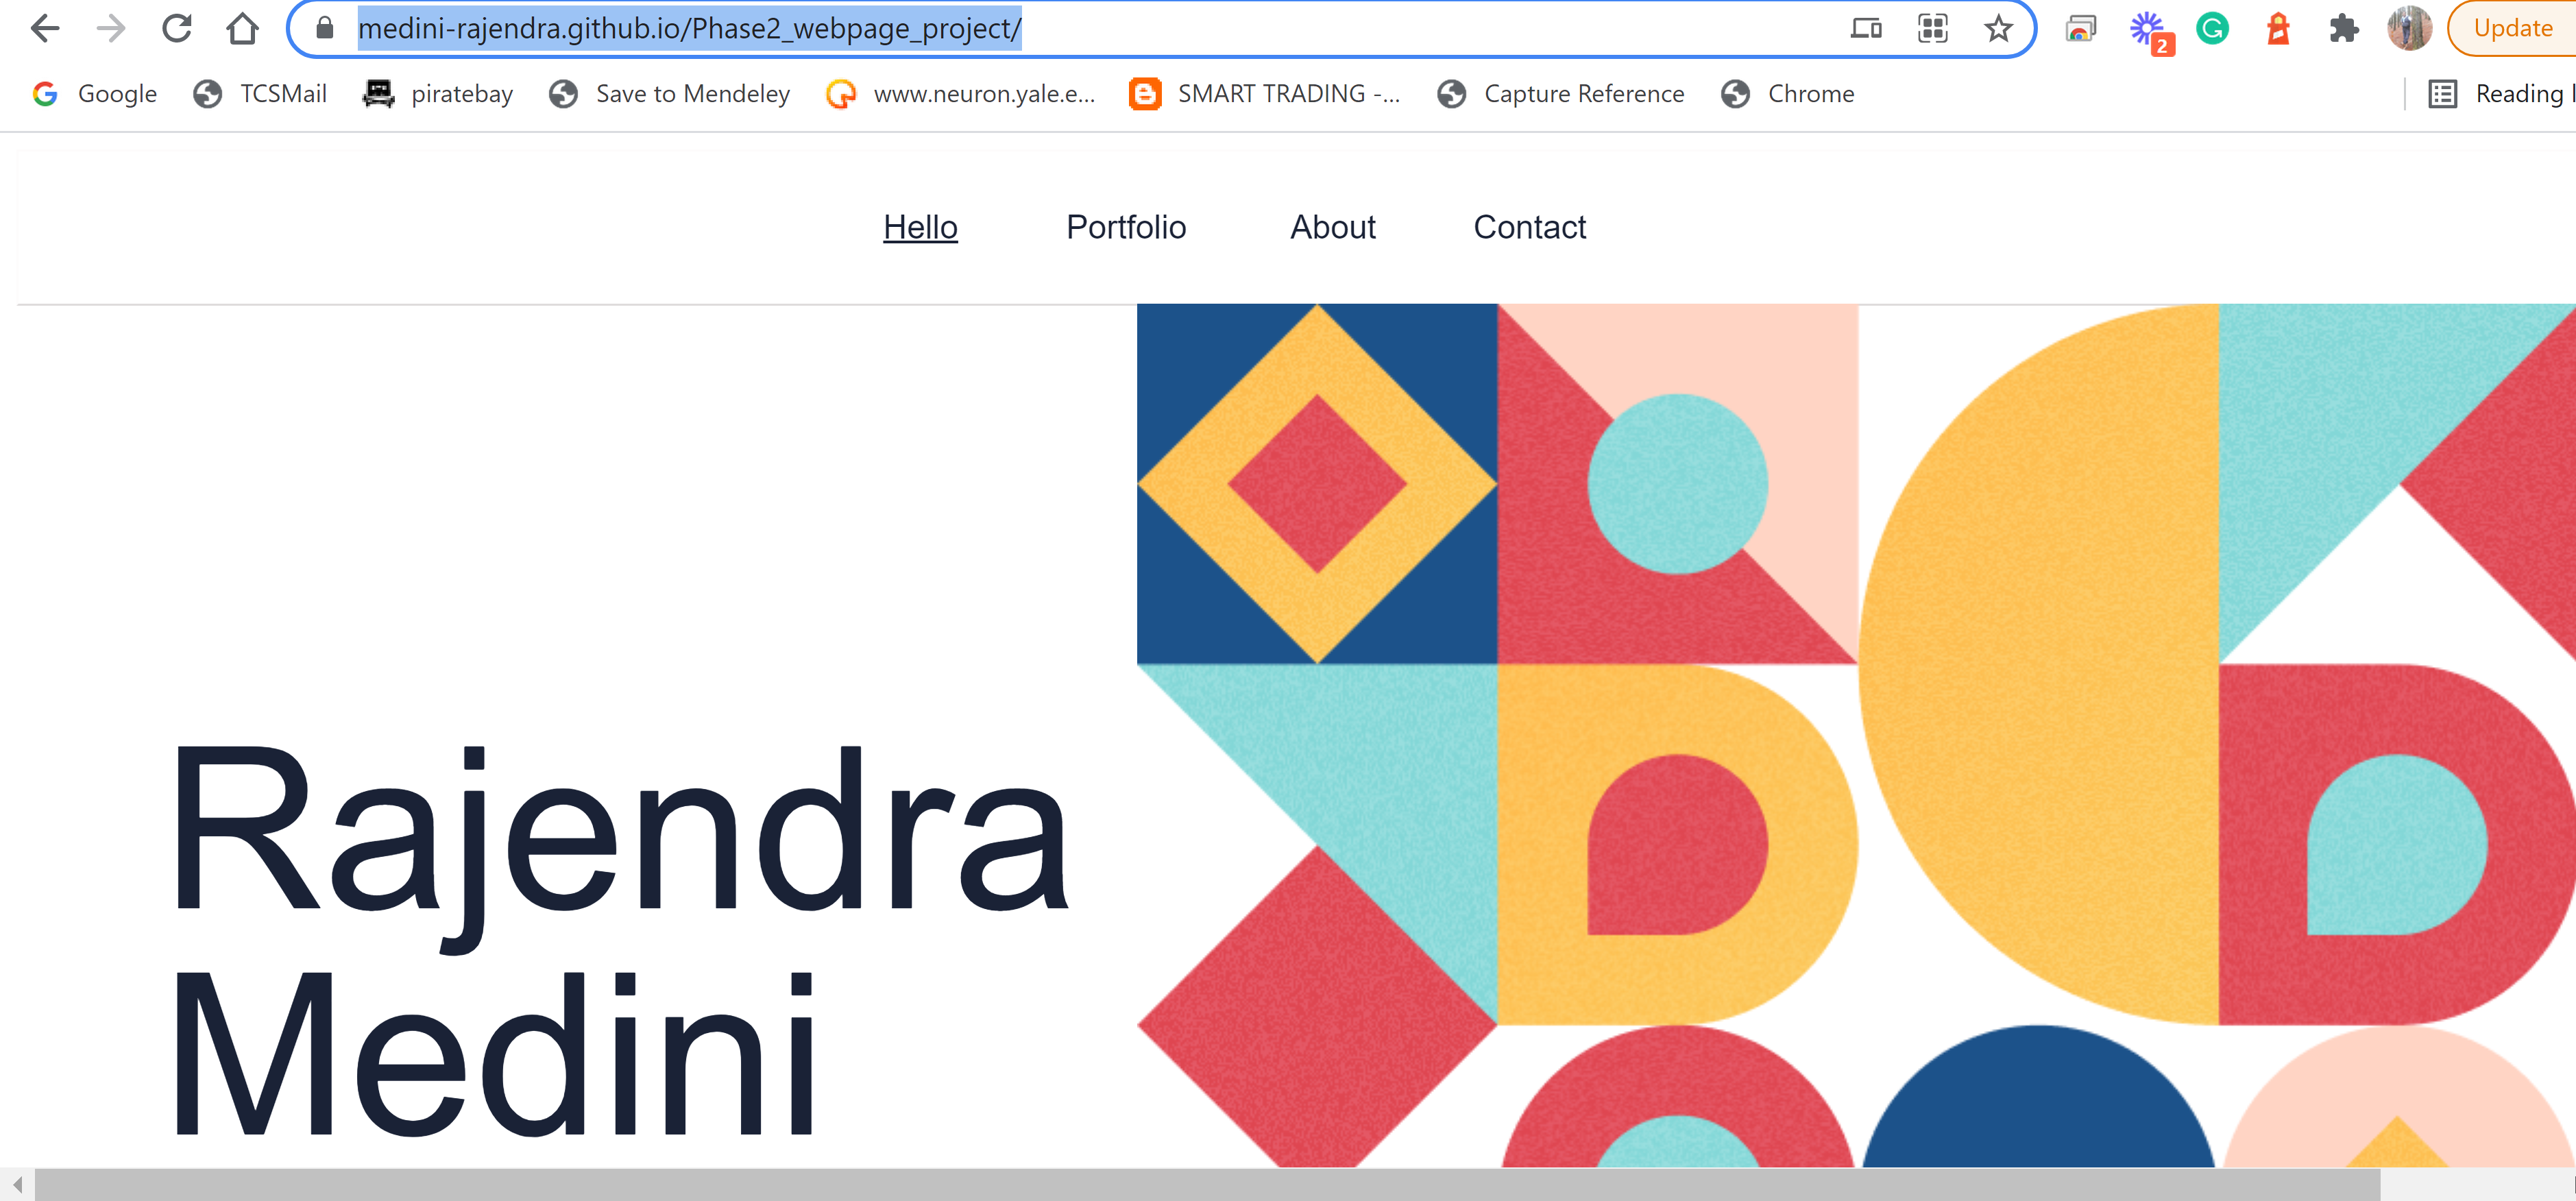 medini-rajendra.github.io/Phase2_webpage_project/
2
Update
Google TCSMail piratebay Save to Mendeley www.neuron.yale.e... SMART TRADING -... Capture Reference Chrome Reading
Hello Portfolio About Contact
Rajendra
Medini